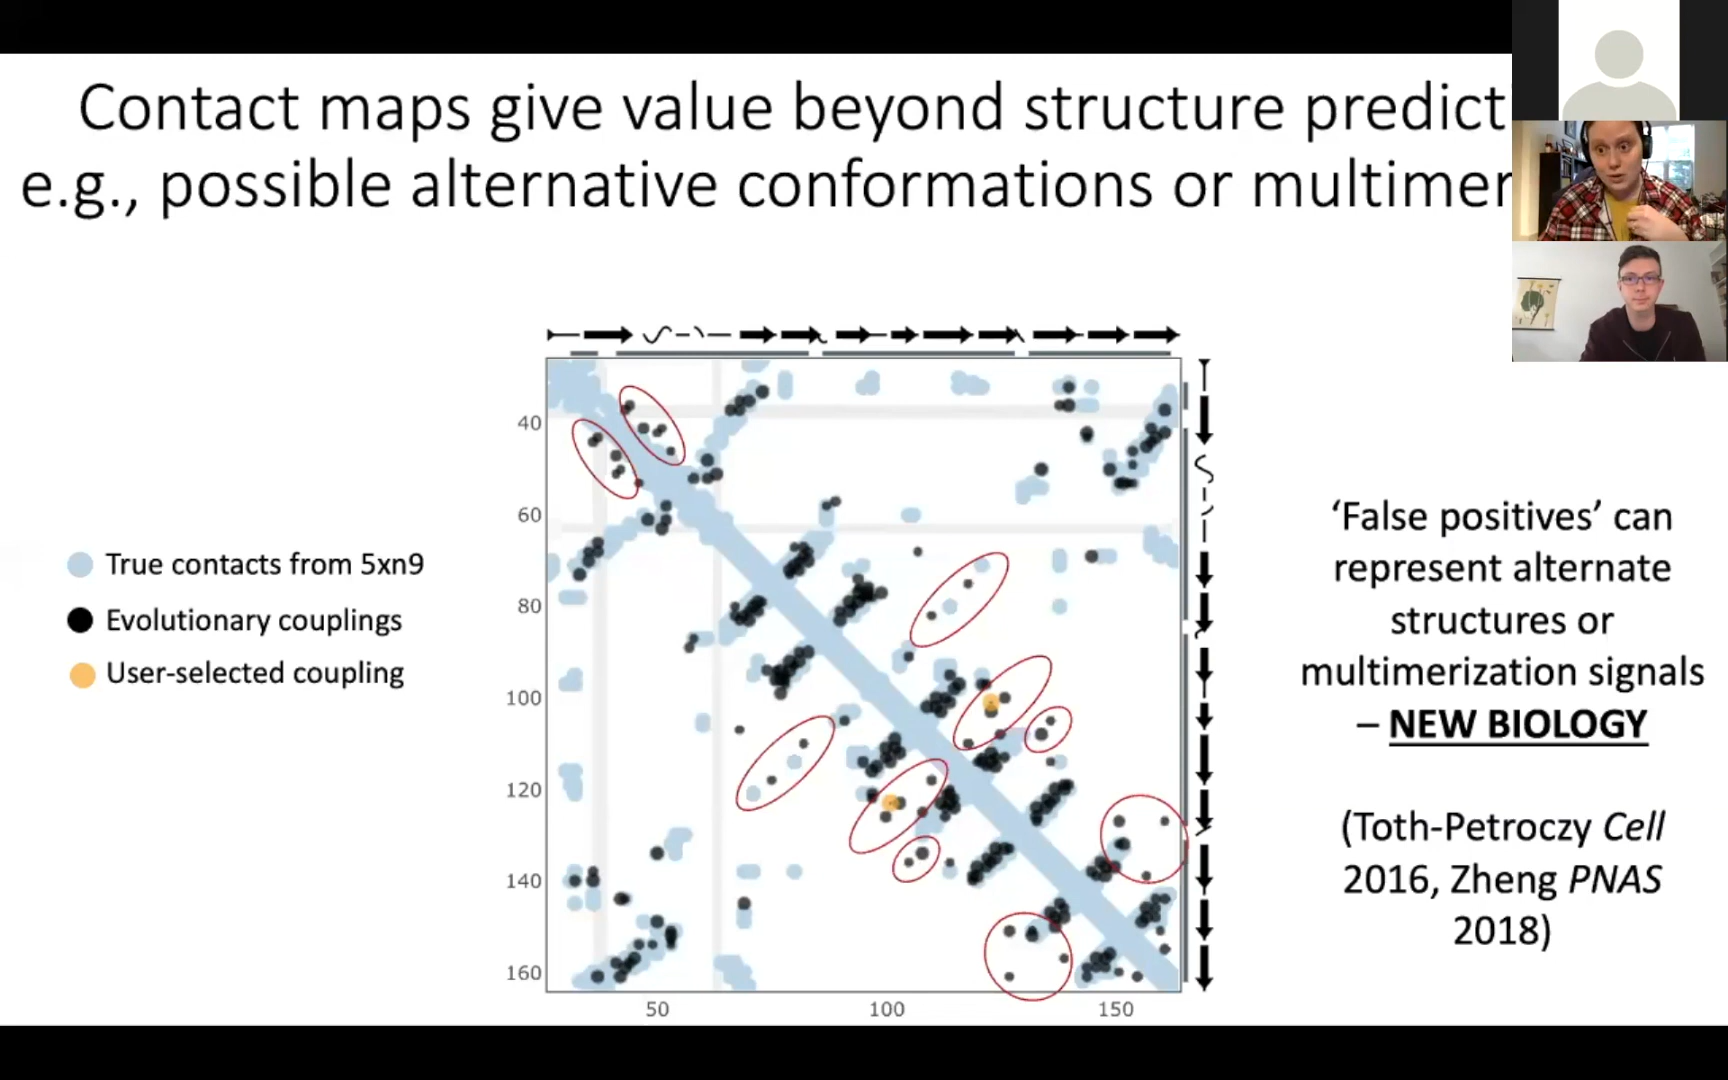 Contact maps give value beyond structure predict
e.g., possible alternative conformations or multimer
True contacts from 5xn9
Evolutionary couplings
User-selected coupling
40
60
80
100
120
140
160
50
100
150
‘False positives’ can
represent alternate
structures or
multimerization signals
– NEW BIOLOGY
(Toth-Petroczy Cell
2016, Zheng PNAS
2018)